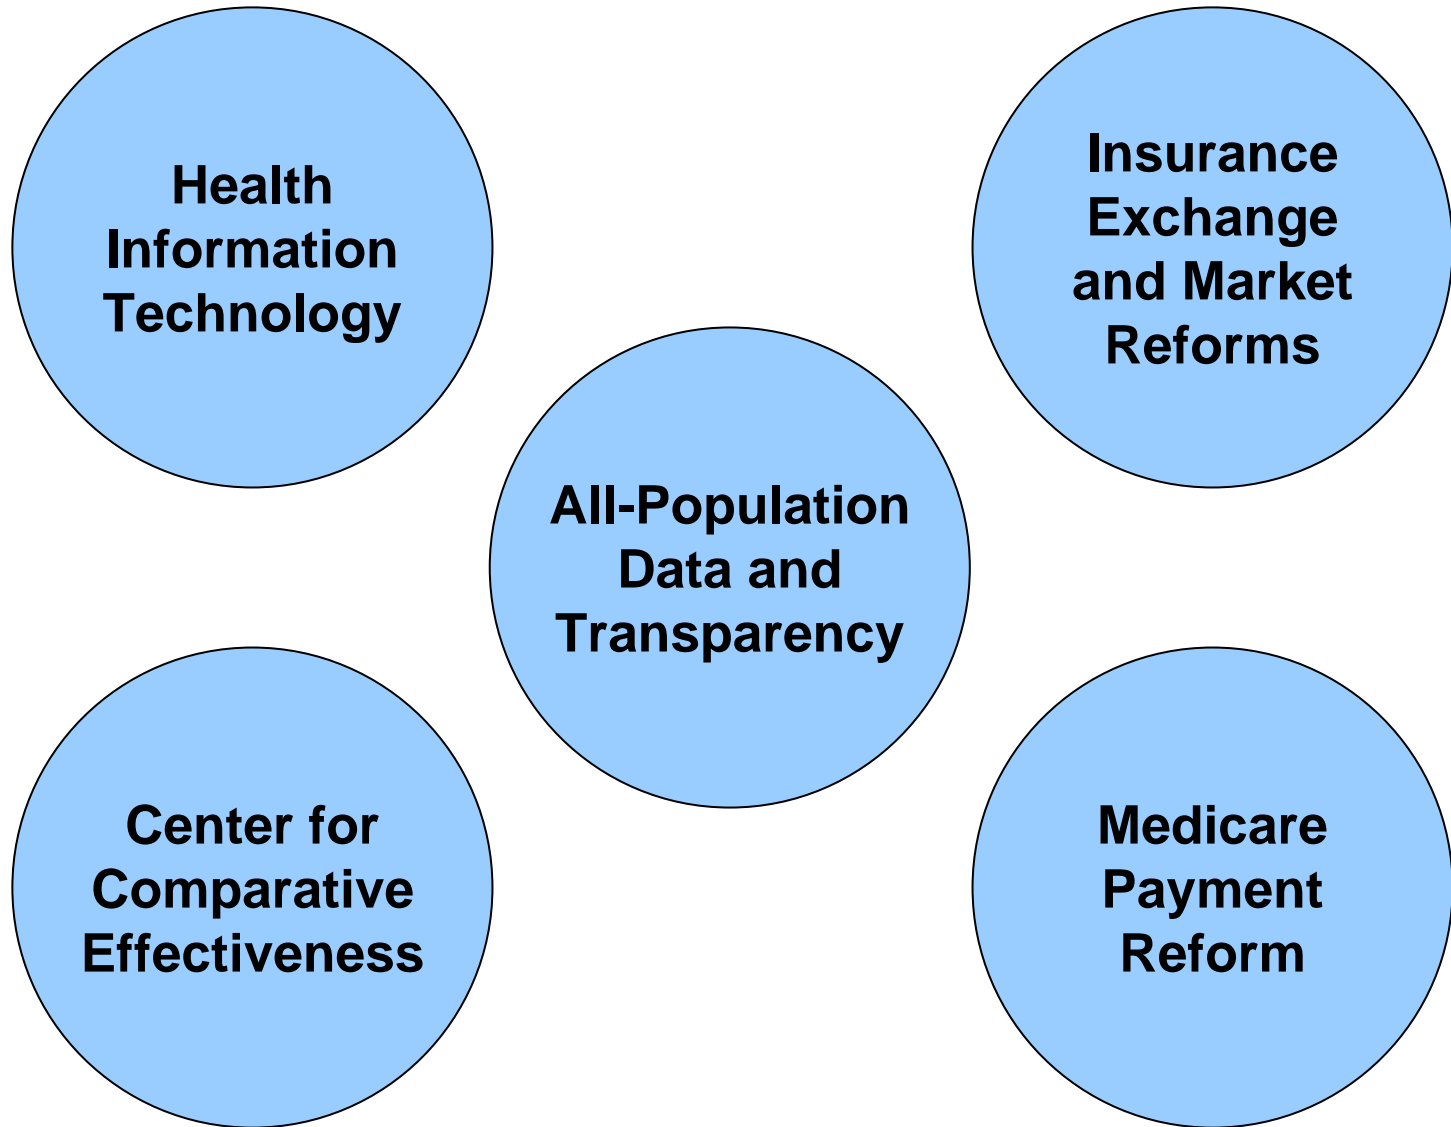 Health
Information
Technology
Insurance
Exchange
and Market
Reforms
All-Population
Data and
Transparency
Center for
Comparative
Effectiveness
Medicare
Payment
Reform